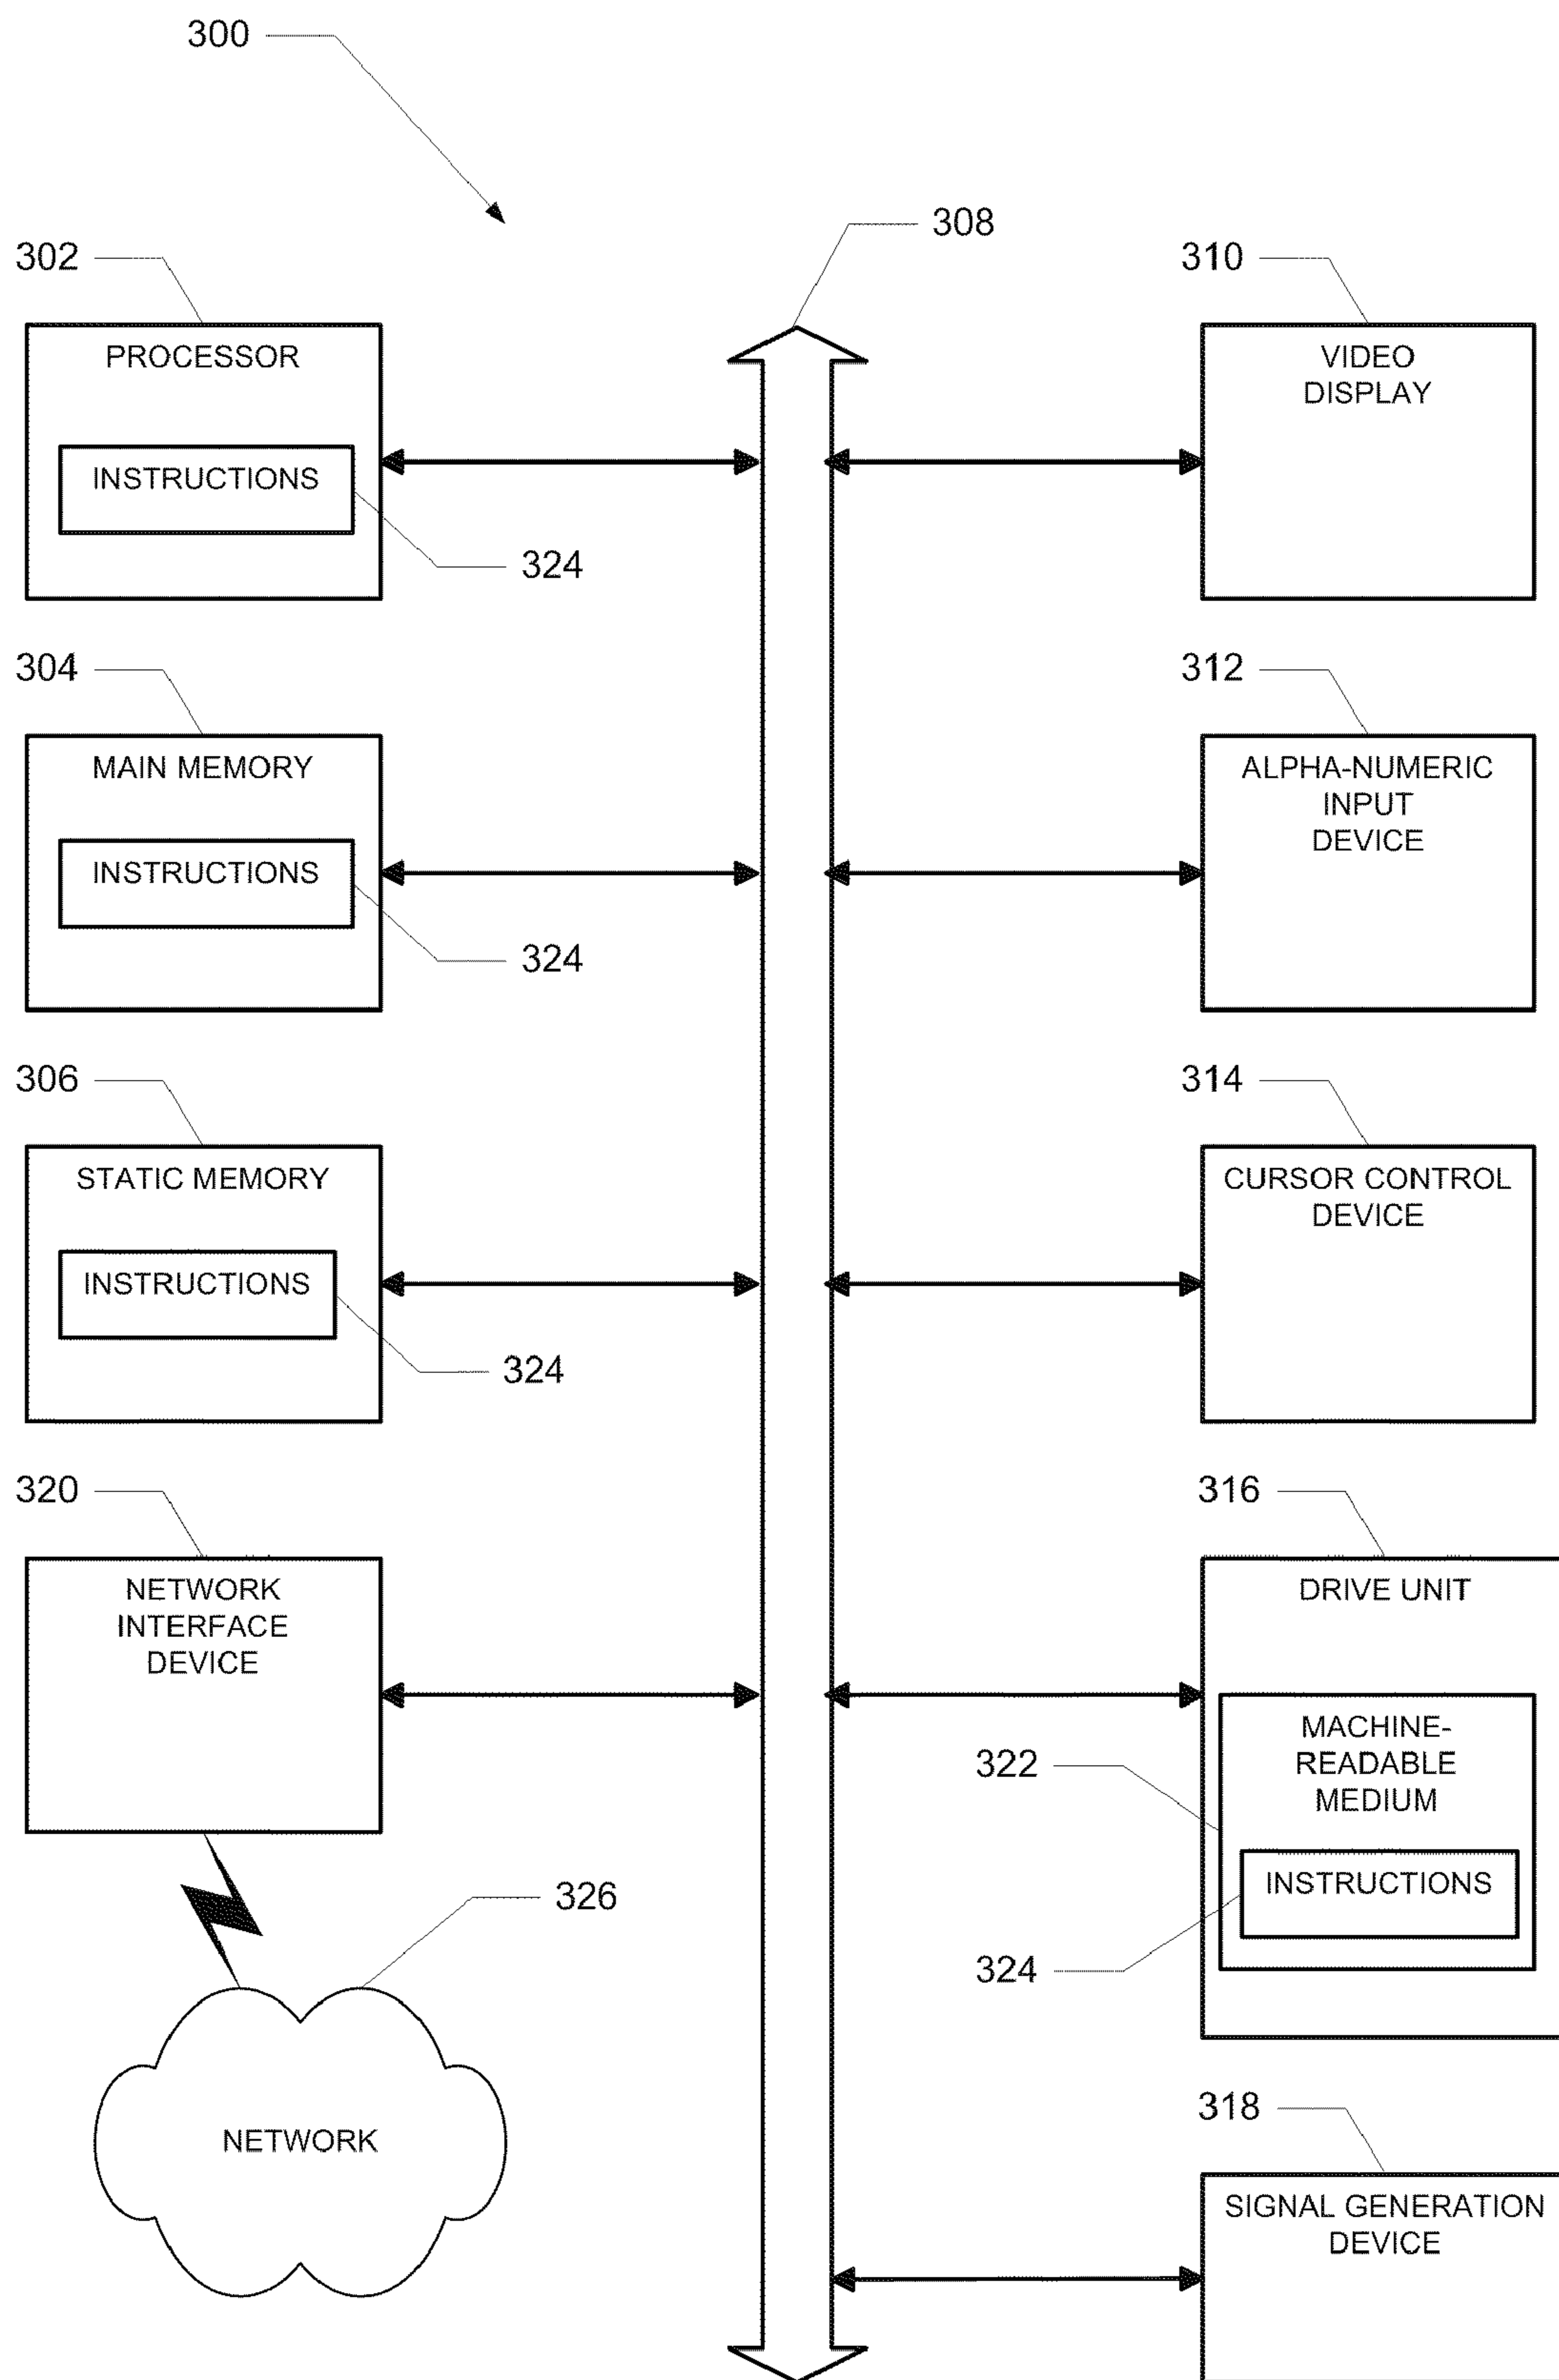 300
308
302
PROCESSOR
INSTRUCTIONS
324
310
VIDEO
DISPLAY
304
MAIN MEMORY
INSTRUCTIONS
324
312
ALPHA-NUMERIC
INPUT
DEVICE
306
STATIC MEMORY
INSTRUCTIONS
324
314
CURSOR CONTROL
DEVICE
320
NETWORK
INTERFACE
DEVICE
316
DRIVE UNIT
322
MACHINE-
READABLE
MEDIUM
INSTRUCTIONS
324
326
NETWORK
318
SIGNAL GENERATION
DEVICE